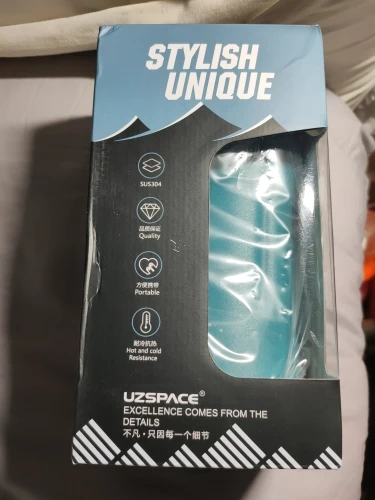 STYLISH
UNIQUE
SUS304
品质保证
Quality
方便携带
Portable
耐冷抗热
Hot and cold
Resistance
UZSPACE®
EXCELLENCE COMES FROM THE
DETAILS
不凡·只因每一个细节